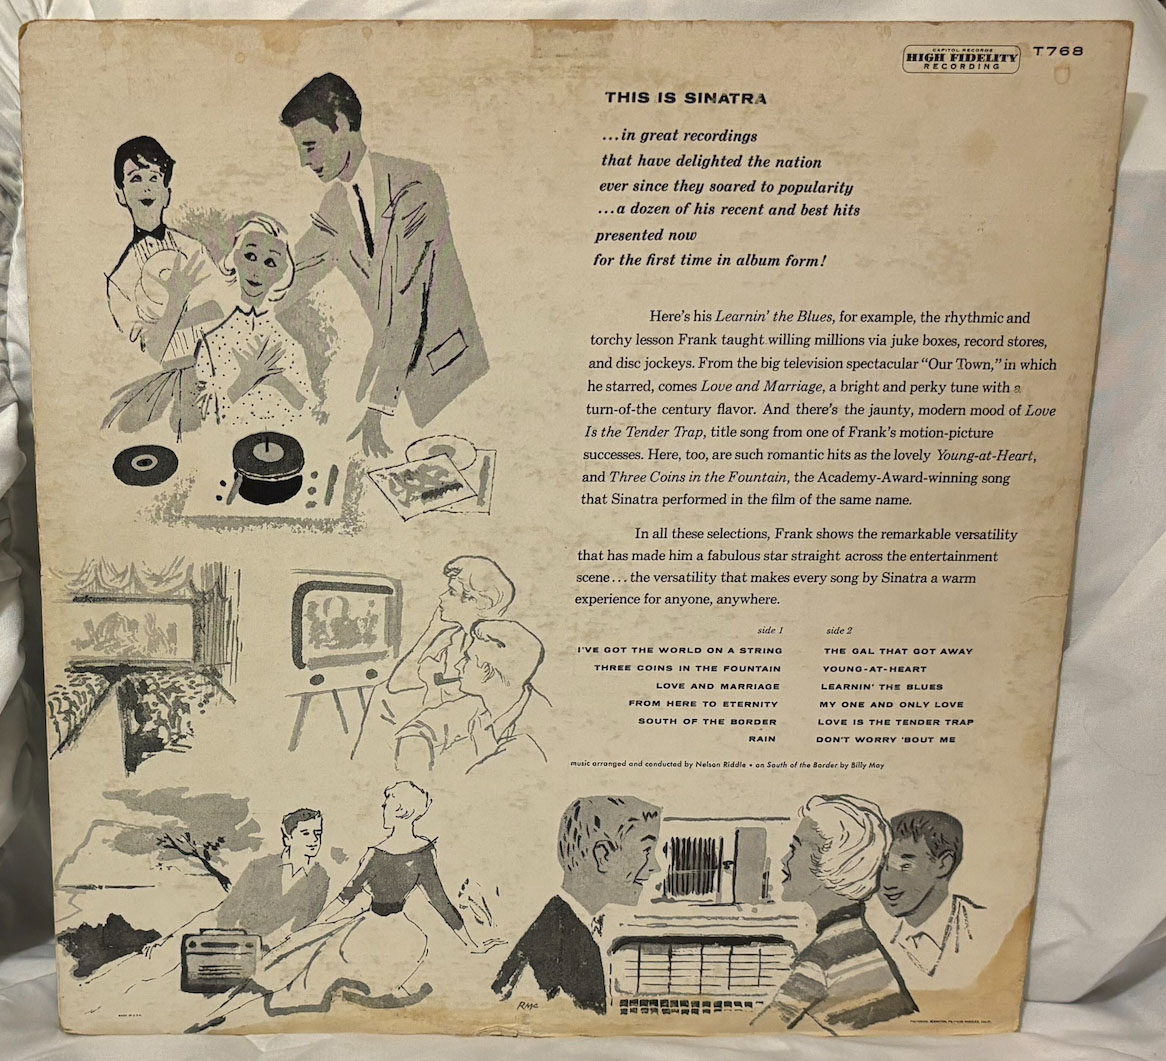 CAPITOL RECORDS
HIGH FIDELITY
RECORDING
T768
THIS IS SINATRA
...in great recordings
that have delighted the nation
ever since they soared to popularity
...a dozen of his recent and best hits
presented now
for the first time in album form!
Here's his Learnin' the Blues, for example, the rhythmic and
torchy lesson Frank taught willing millions via juke boxes, record stores,
and disc jockeys. From the big television spectacular "Our Town," in which
he starred, comes Love and Marriage, a bright and perky tune with a
turn-of-the century flavor. And there's the jaunty, modern mood of Love
Is the Tender Trap, title song from one of Frank's motion-picture
successes. Here, too, are such romantic hits as the lovely Young-at-Heart,
and Three Coins in the Fountain, the Academy-Award-winning song
that Sinatra performed in the film of the same name.
In all these selections, Frank shows the remarkable versatility
that has made him a fabulous star straight across the entertainment
scene...the versatility that makes every song by Sinatra a warm
experience for anyone, anywhere.
side 1
I'VE GOT THE WORLD ON A STRING
THREE COINS IN THE FOUNTAIN
LOVE AND MARRIAGE
FROM HERE TO ETERNITY
SOUTH OF THE BORDER
RAIN
side 2
THE GAL THAT GOT AWAY
YOUNG-AT-HEART
LEARNIN' THE BLUES
MY ONE AND ONLY LOVE
LOVE IS THE TENDER TRAP
DON'T WORRY 'BOUT ME
music arranged and conducted by Nelson Riddle • on South of the Border by Billy May
RMC